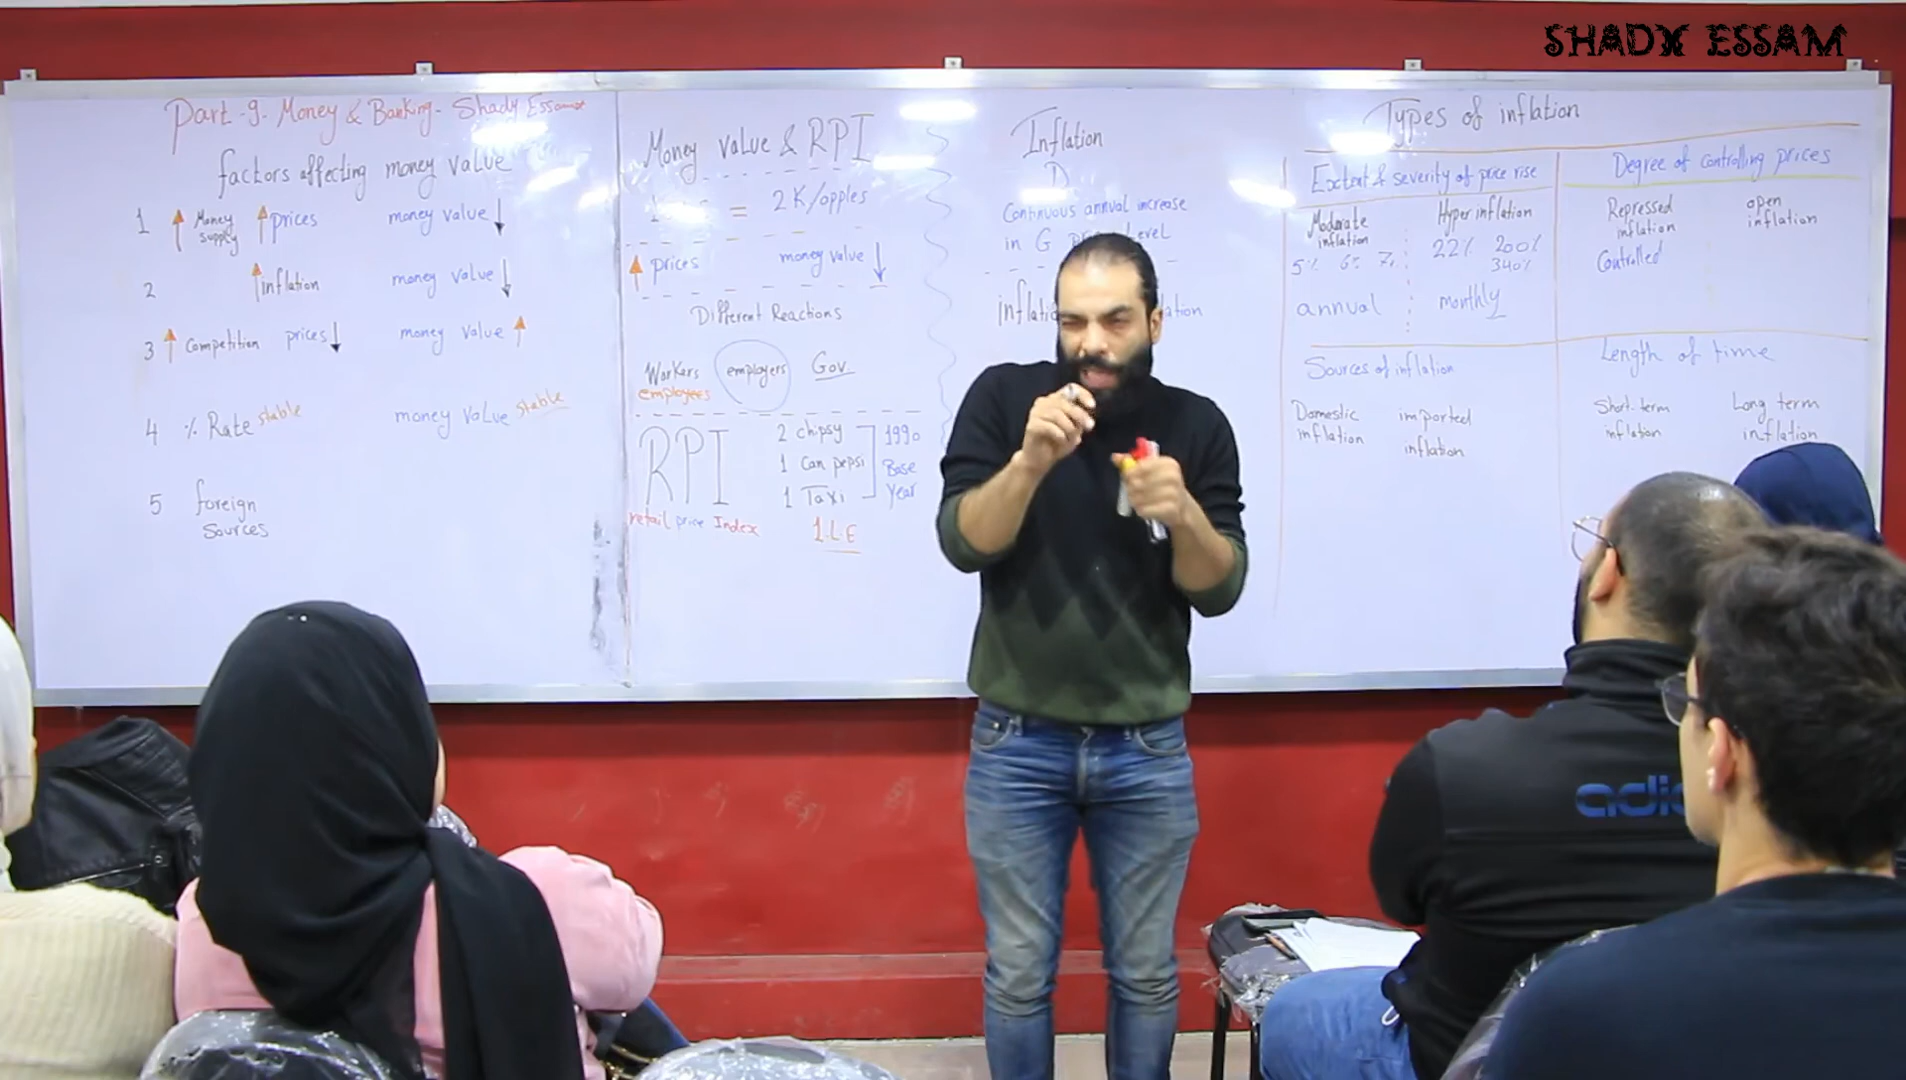 SHADY ESSAM
Part -9- Money & Banking - Shady Essam
factors affecting money value
1 Money supply prices money value
2 inflation money value
3 Competition prices money value
4 % Rate stable money value stable
5 foreign
Sources
Money value & RPI
= 2 K/apples
prices money value
Different Reactions
Workers employers Gov.
employees
RPI
retail price Index
2 chipsy
1 Can pepsi
1 Taxi
1990
Base
Year
1 L.E
Inflation
Continuous annual increase
in G level
Types of inflation
Extent & severity of price rise
Moderate
inflation
5% 6% 7%
annual
Hyper inflation
22% 200%
340%
monthly
Degree of controlling prices
Repressed
inflation
Controlled
open
inflation
Sources of inflation
Domestic
inflation
imported
inflation
Length of time
Short-term
inflation
Long term
inflation